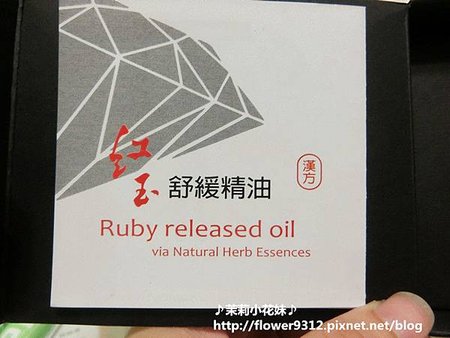 紅玉
舒緩精油
漢方
Ruby released oil
via Natural Herb Essences
♪茉莉小花妹♪
http://flower9312.pixnet.net/blog